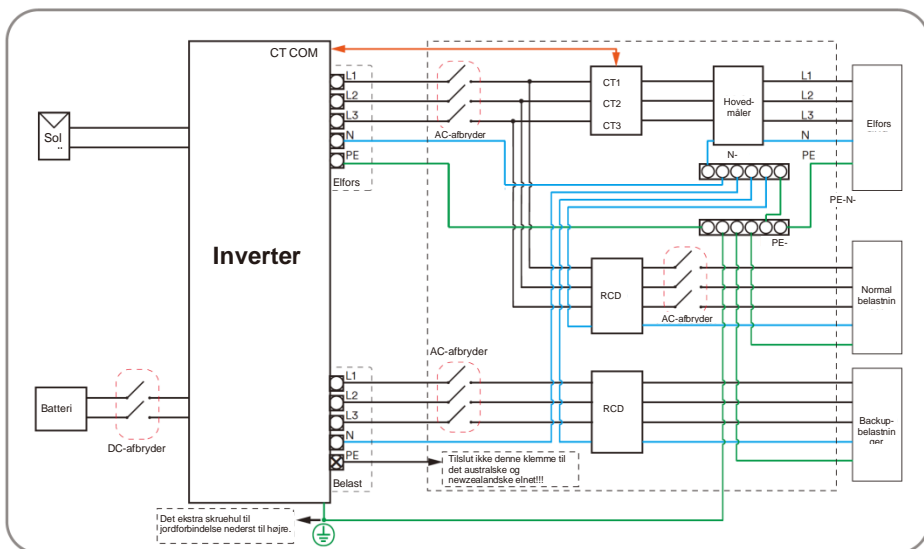 CT COM
L1
L2
L3
N
PE
Elfors
AC-afbryder
CT1
CT2
CT3
Hoved-
måler
L1
L2
L3
N
PE
Elfors
N-
PE-N-
PE-
Sol
Inverter
RCD
AC-afbryder
Normal
belastnin
Batteri
DC-afbryder
L1
L2
L3
N
PE
Belast
AC-afbryder
RCD
Backup-
belastnin
ger
Tilslut ikke denne klemme til
det australske og
newzealandske elnet!!!
Det ekstra skruehul til
jordforbindelse nederst til højre.